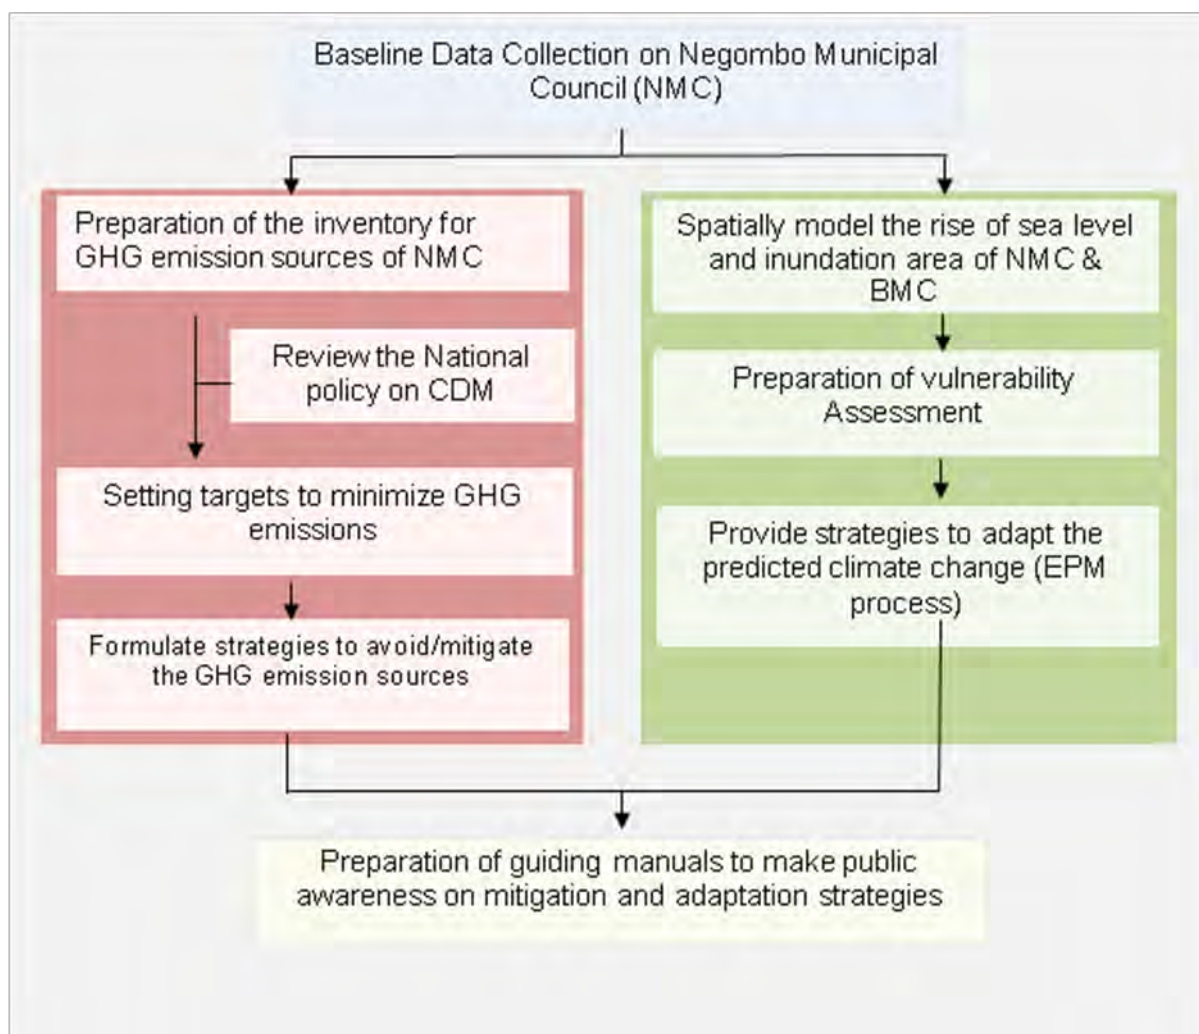 Baseline Data Collection on Negombo Municipal
Council (NMC)
Preparation of the inventory for
GHG emission sources of NMC
Review the National
policy on CDM
Setting targets to minimize GHG
emissions
Formulate strategies to avoid/mitigate
the GHG emission sources
Spatially model the rise of sea level
and inundation area of NMC &
BMC
Preparation of vulnerability
Assessment
Provide strategies to adapt the
predicted climate change (EPM
process)
Preparation of guiding manuals to make public
awareness on mitigation and adaptation strategies